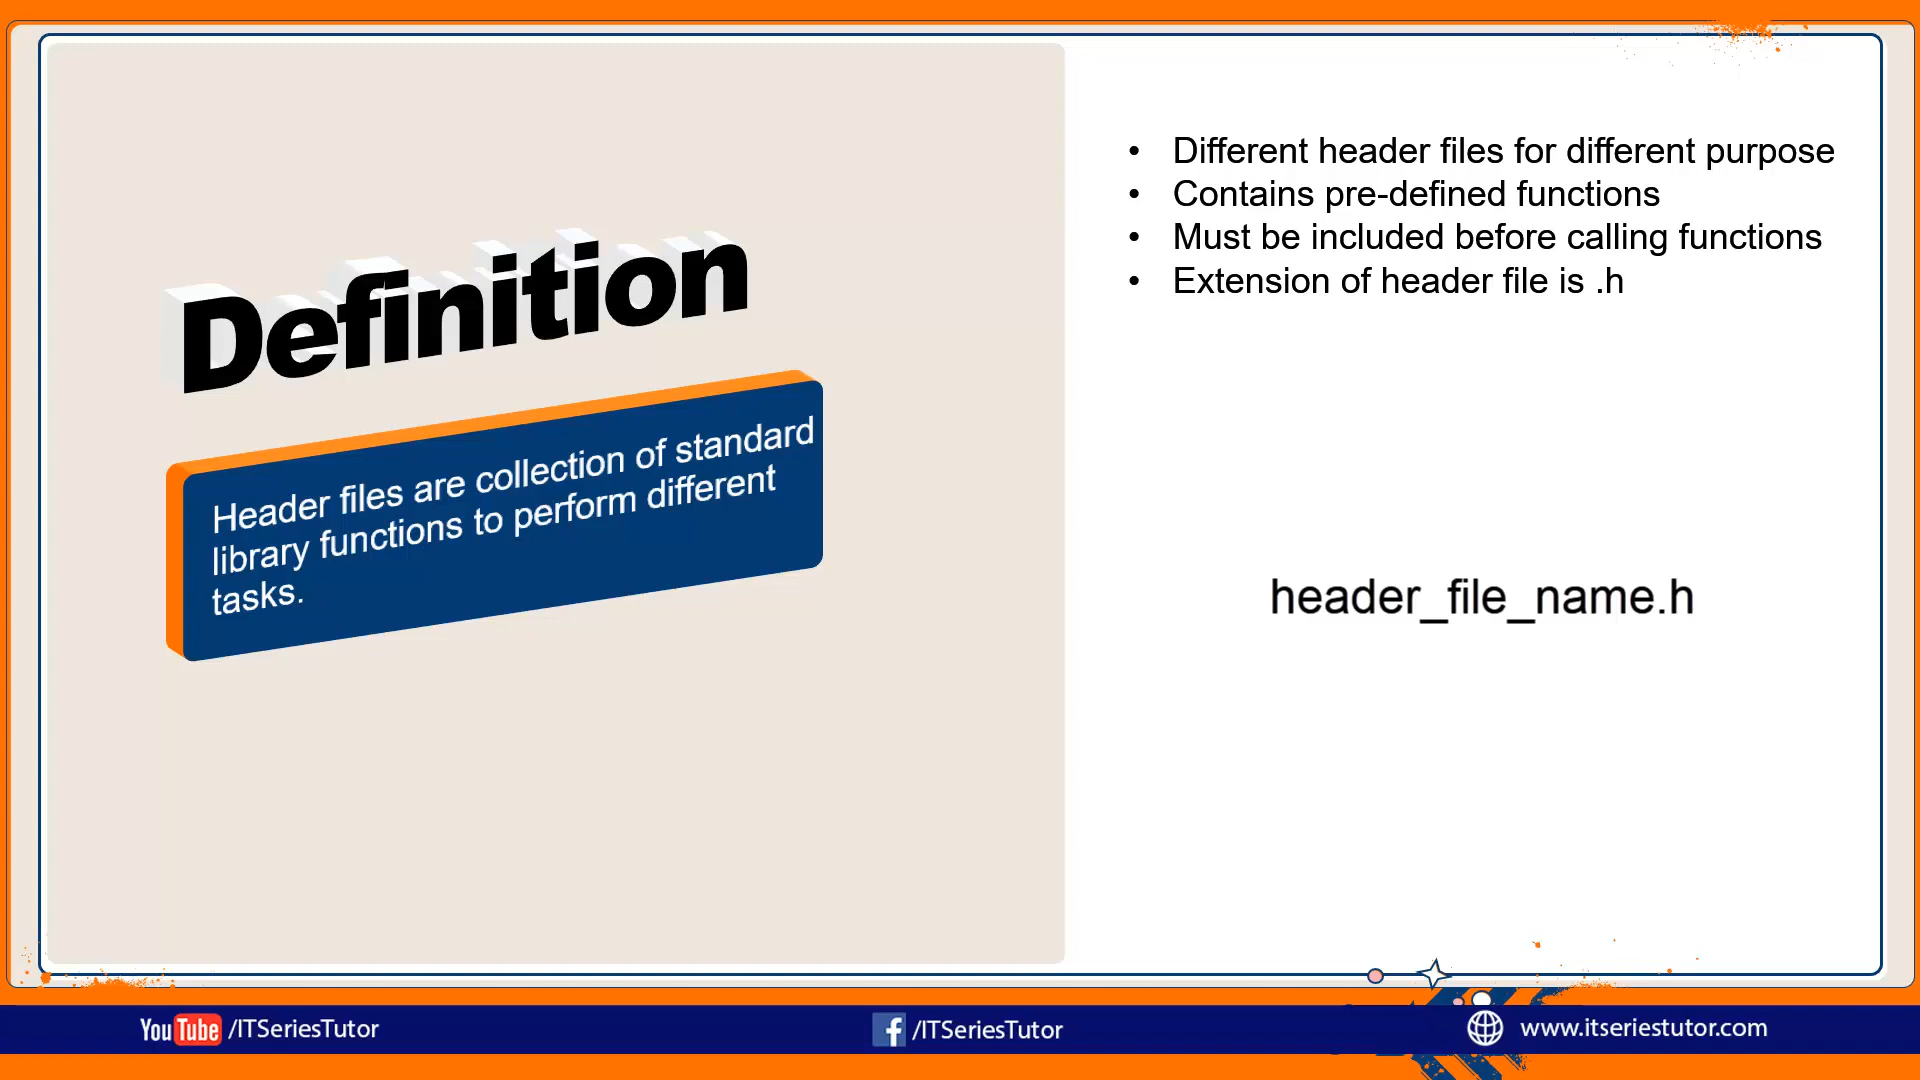 Definition
Header files are collection of standard
library functions to perform different
tasks.
• Different header files for different purpose
• Contains pre-defined functions
• Must be included before calling functions
• Extension of header file is .h
header_file_name.h
YouTube /ITSeriesTutor
f /ITSeriesTutor
www.itseriestutor.com